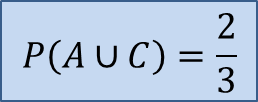 P(A ∪ C) = 2/3